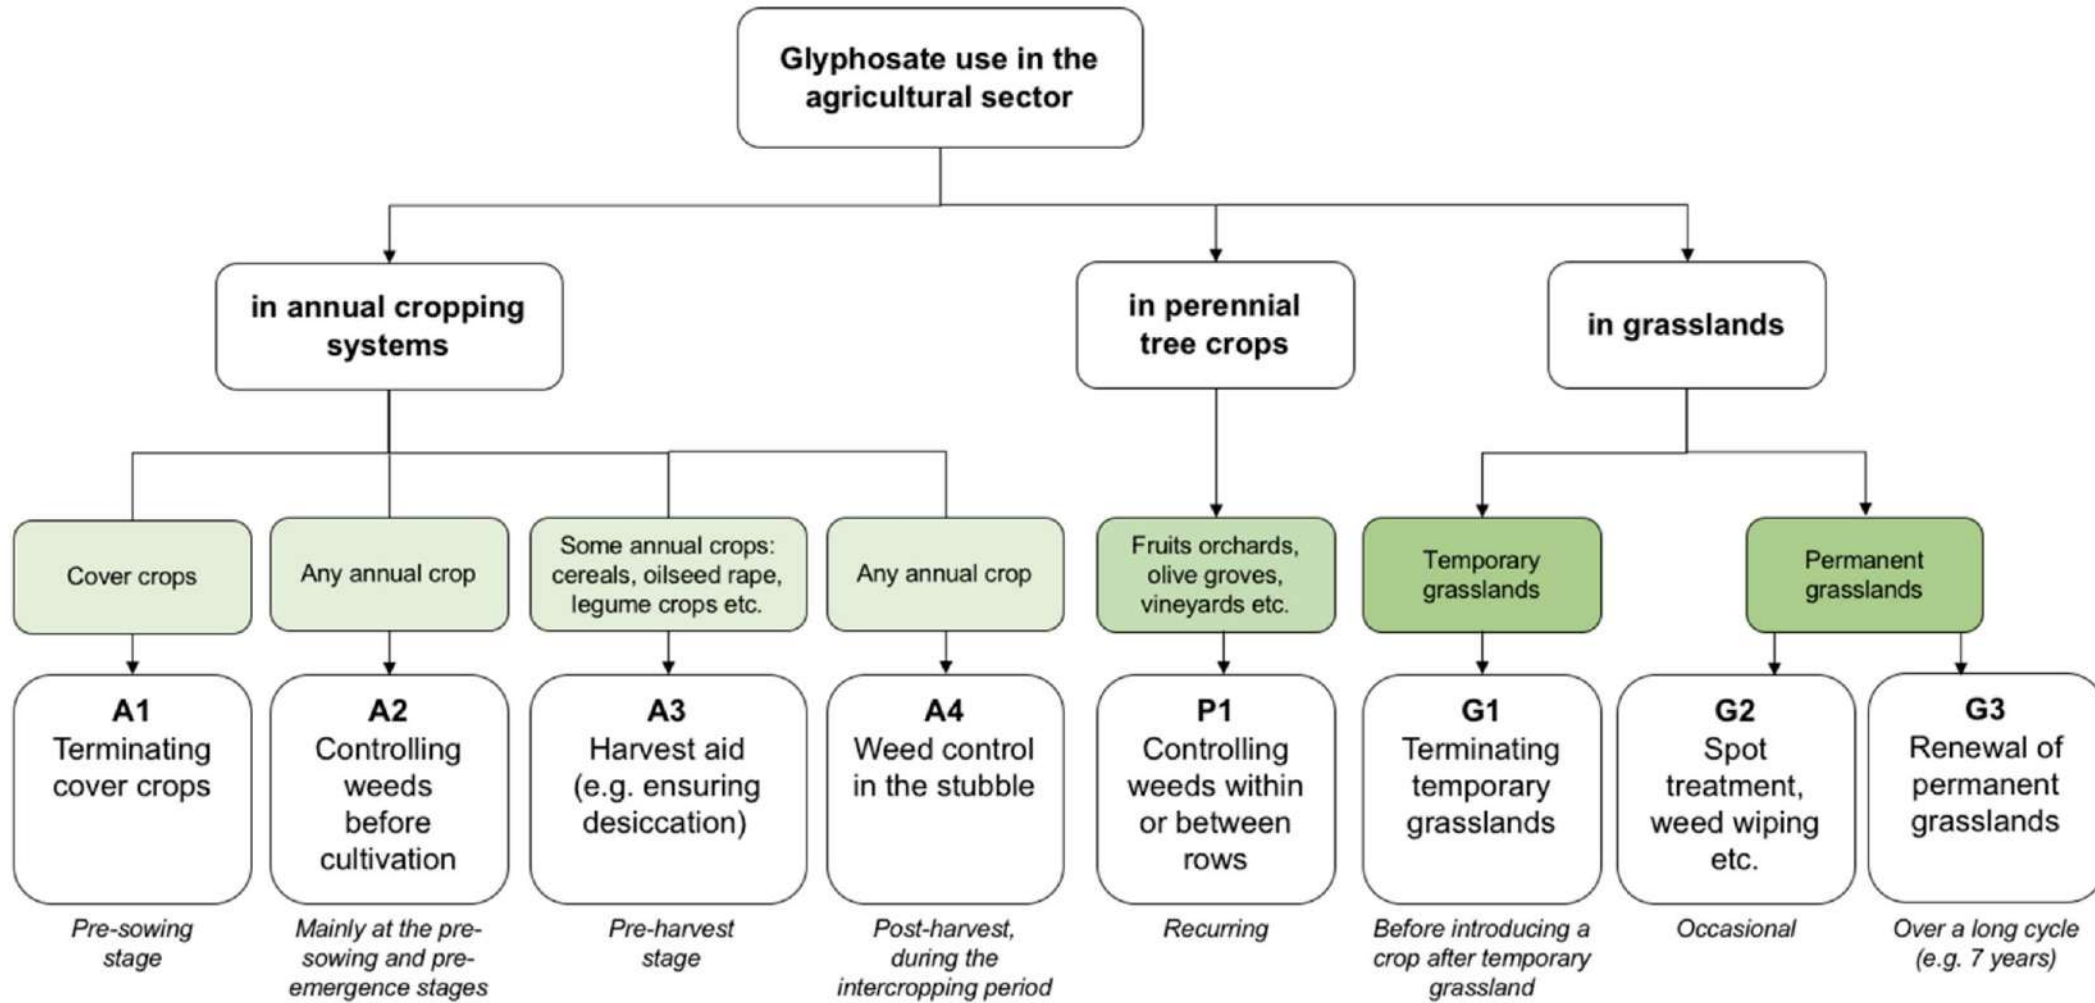 Glyphosate use in the
agricultural sector
in annual cropping
systems
in perennial
tree crops
in grasslands
Cover crops
Any annual crop
Some annual crops:
cereals, oilseed rape,
legume crops etc.
Any annual crop
Fruits orchards,
olive groves,
vineyards etc.
Temporary
grasslands
Permanent
grasslands
A1
Terminating
cover crops
A2
Controlling
weeds
before
cultivation
A3
Harvest aid
(e.g. ensuring
desiccation)
A4
Weed control
in the stubble
P1
Controlling
weeds within
or between
rows
G1
Terminating
temporary
grasslands
G2
Spot
treatment,
weed wiping
etc.
G3
Renewal of
permanent
grasslands
Pre-sowing
stage
Mainly at the pre-
sowing and pre-
emergence stages
Pre-harvest
stage
Post-harvest,
during the
intercropping period
Recurring
Before introducing a
crop after temporary
grassland
Occasional
Over a long cycle
(e.g. 7 years)